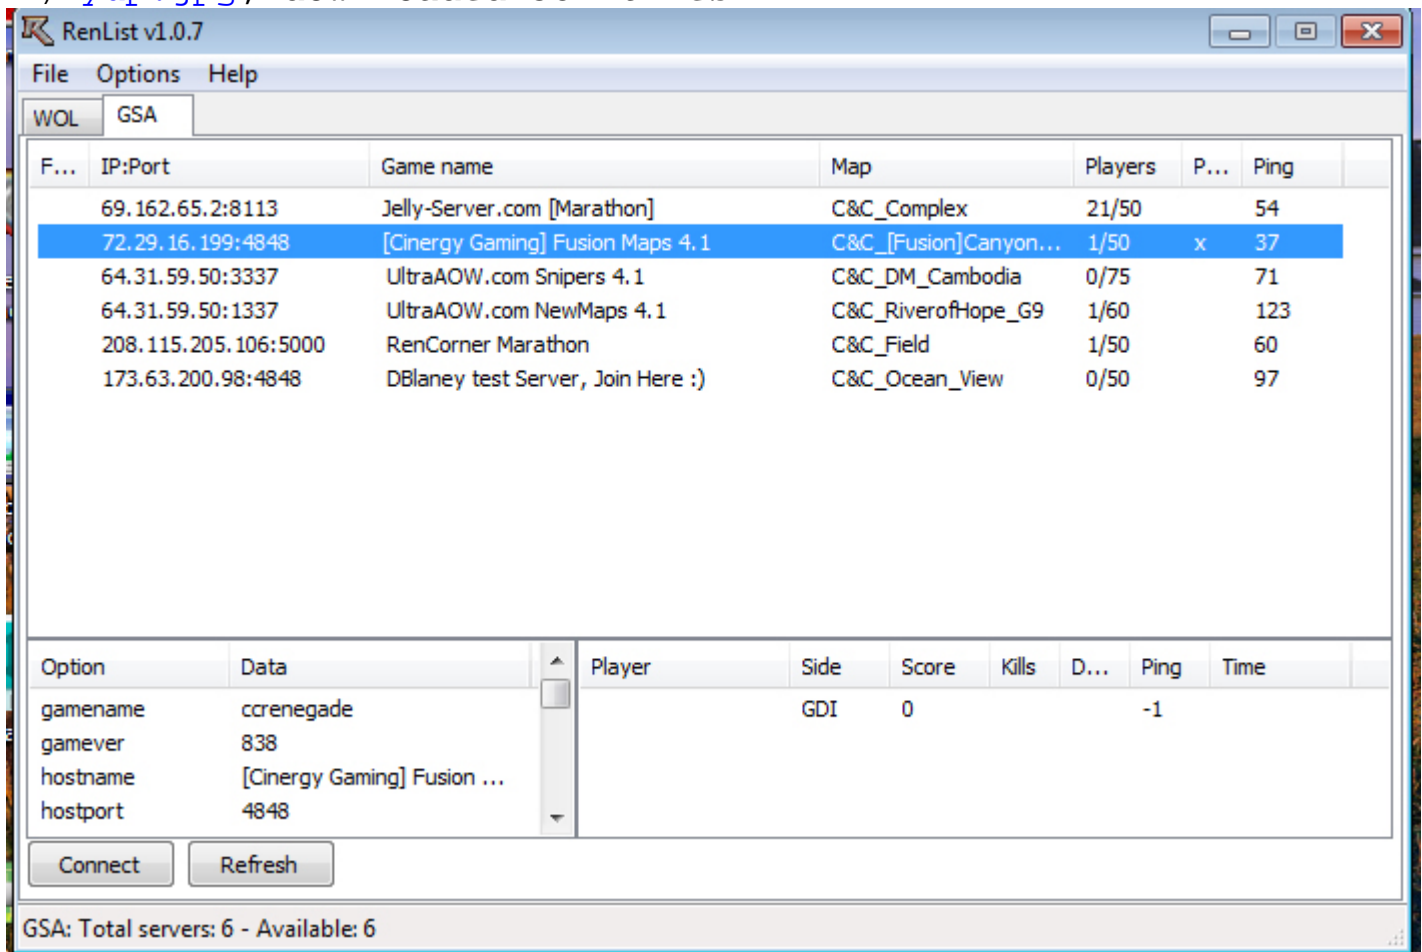 RenList v1.0.7
File Options Help
WOL GSA
F... IP:Port Game name Map Players P... Ping
69.162.65.2:8113 Jelly-Server.com [Marathon] C&C_Complex 21/50 54
72.29.16.199:4848 [Cinergy Gaming] Fusion Maps 4.1 C&C_[Fusion]Canyon... 1/50 x 37
64.31.59.50:3337 UltraAOW.com Snipers 4.1 C&C_DM_Cambodia 0/75 71
64.31.59.50:1337 UltraAOW.com NewMaps 4.1 C&C_RiverofHope_G9 1/60 123
208.115.205.106:5000 RenCorner Marathon C&C_Field 1/50 60
173.63.200.98:4848 DBlaney test Server, Join Here :) C&C_Ocean_View 0/50 97
Option Data Player Side Score Kills D... Ping Time
gamename ccrenegade GDI 0 -1
gamever 838
hostname [Cinergy Gaming] Fusion ...
hostport 4848
Connect Refresh
GSA: Total servers: 6 - Available: 6